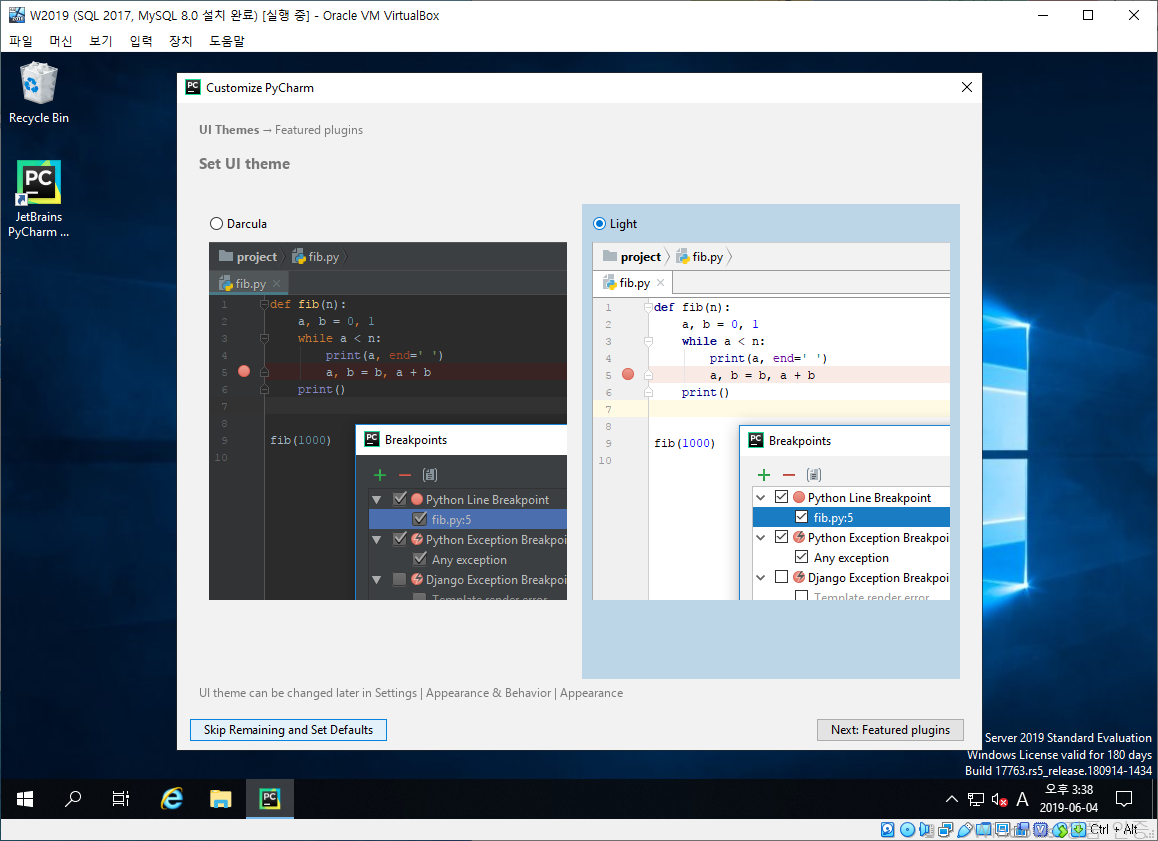 W2019 (SQL 2017, MySQL 8.0 설치 완료) [실행 중] - Oracle VM VirtualBox
파일 머신 보기 입력 장치 도움말
Recycle Bin
JetBrains
PyCharm ...
PC Customize PyCharm
UI Themes → Featured plugins
Set UI theme
Darcula
project fib.py
fib.py
1 def fib(n):
2 a, b = 0, 1
3 while a < n:
4 print(a, end=' ')
5 a, b = b, a + b
6 print()
7
8
9 fib(1000)
10
PC Breakpoints
Python Line Breakpoint
fib.py:5
Python Exception Breakpoi
Any exception
Django Exception Breakpoi
Template render error
Light
project fib.py
fib.py
1 def fib(n):
2 a, b = 0, 1
3 while a < n:
4 print(a, end=' ')
5 a, b = b, a + b
6 print()
7
8
9 fib(1000)
10
PC Breakpoints
Python Line Breakpoint
fib.py:5
Python Exception Breakpoi
Any exception
Django Exception Breakpoi
Template render error
UI theme can be changed later in Settings | Appearance & Behavior | Appearance
Skip Remaining and Set Defaults
Next: Featured plugins
Server 2019 Standard Evaluation
Windows License valid for 180 days
Build 17763.rs5_release.180914-1434
A
오후 3:38
2019-06-04
Ctrl + Alt